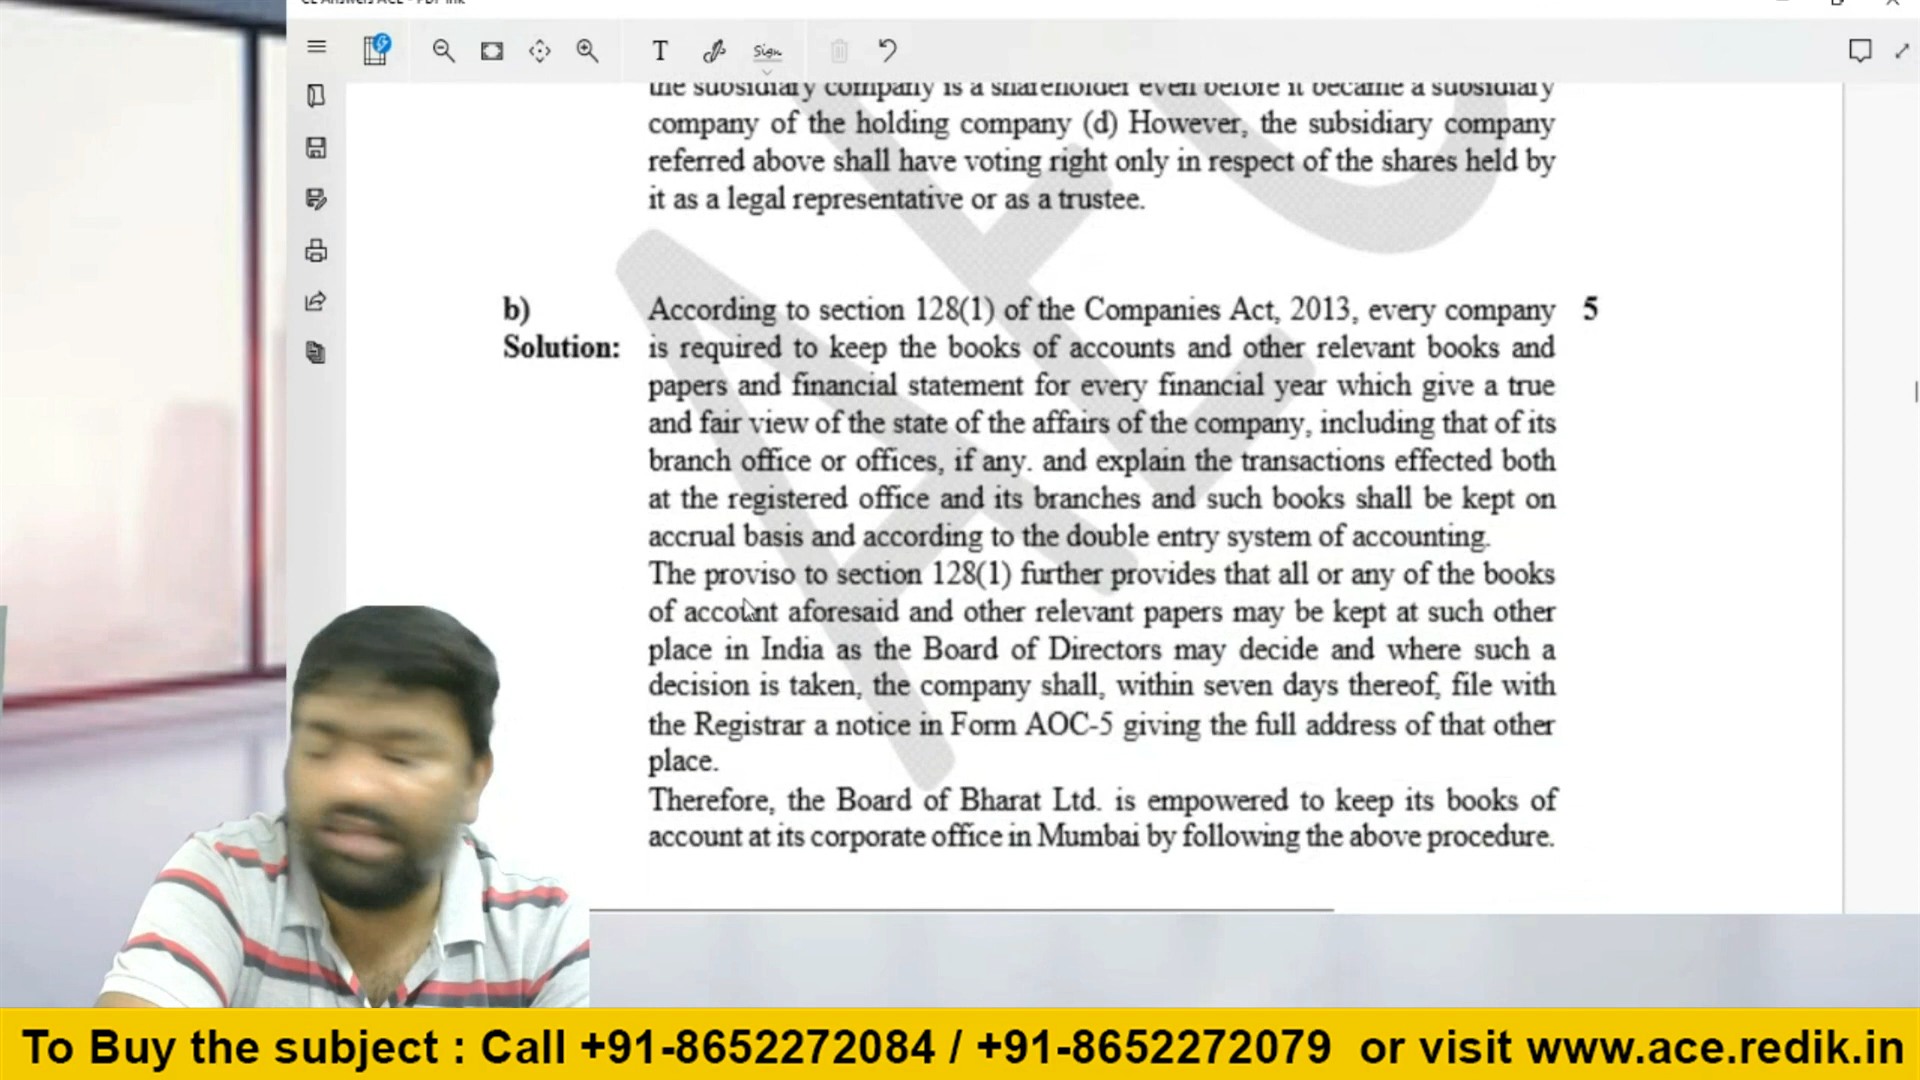 CE Answers ACE - PDF Ink
T
Sign
the subsidiary company is a shareholder even before it became a subsidiary
company of the holding company (d) However, the subsidiary company
referred above shall have voting right only in respect of the shares held by
it as a legal representative or as a trustee.
b) According to section 128(1) of the Companies Act, 2013, every company 5
Solution: is required to keep the books of accounts and other relevant books and
papers and financial statement for every financial year which give a true
and fair view of the state of the affairs of the company, including that of its
branch office or offices, if any. and explain the transactions effected both
at the registered office and its branches and such books shall be kept on
accrual basis and according to the double entry system of accounting.
The proviso to section 128(1) further provides that all or any of the books
of account aforesaid and other relevant papers may be kept at such other
place in India as the Board of Directors may decide and where such a
decision is taken, the company shall, within seven days thereof, file with
the Registrar a notice in Form AOC-5 giving the full address of that other
place.
Therefore, the Board of Bharat Ltd. is empowered to keep its books of
account at its corporate office in Mumbai by following the above procedure.
To Buy the subject : Call +91-8652272084 / +91-8652272079 or visit www.ace.redik.in